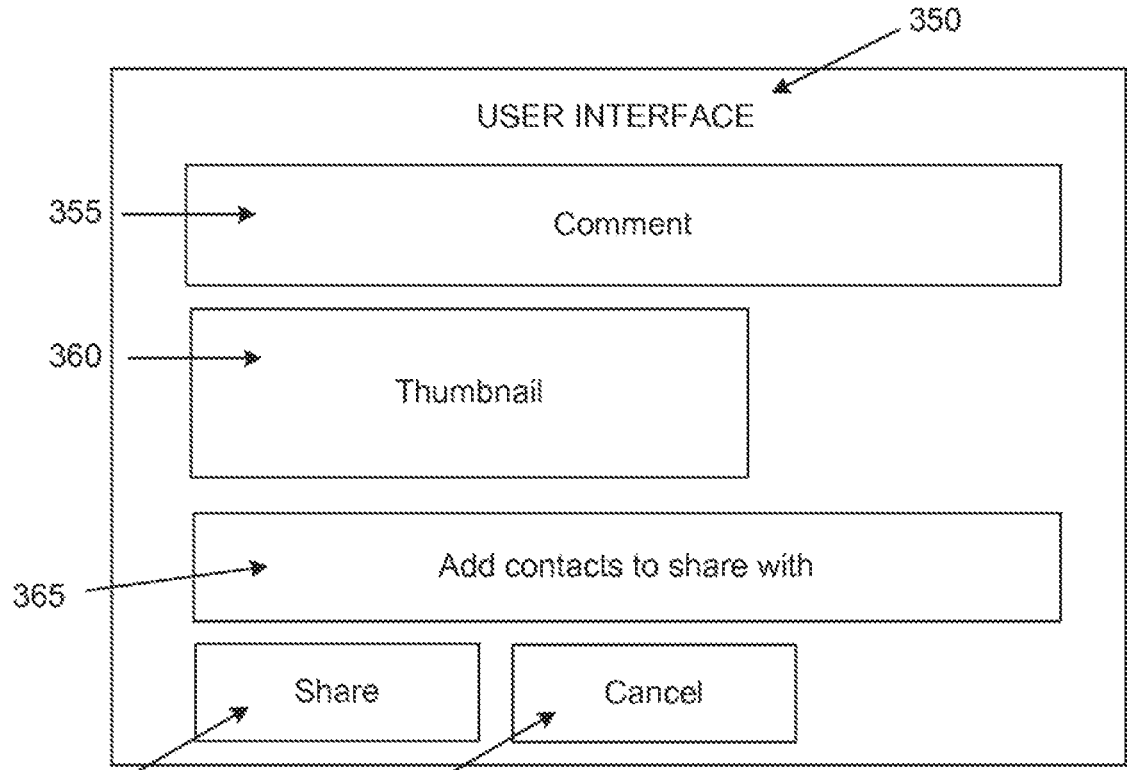 350
USER INTERFACE
355
Comment
360
Thumbnail
Add contacts to share with
365
Share Cancel